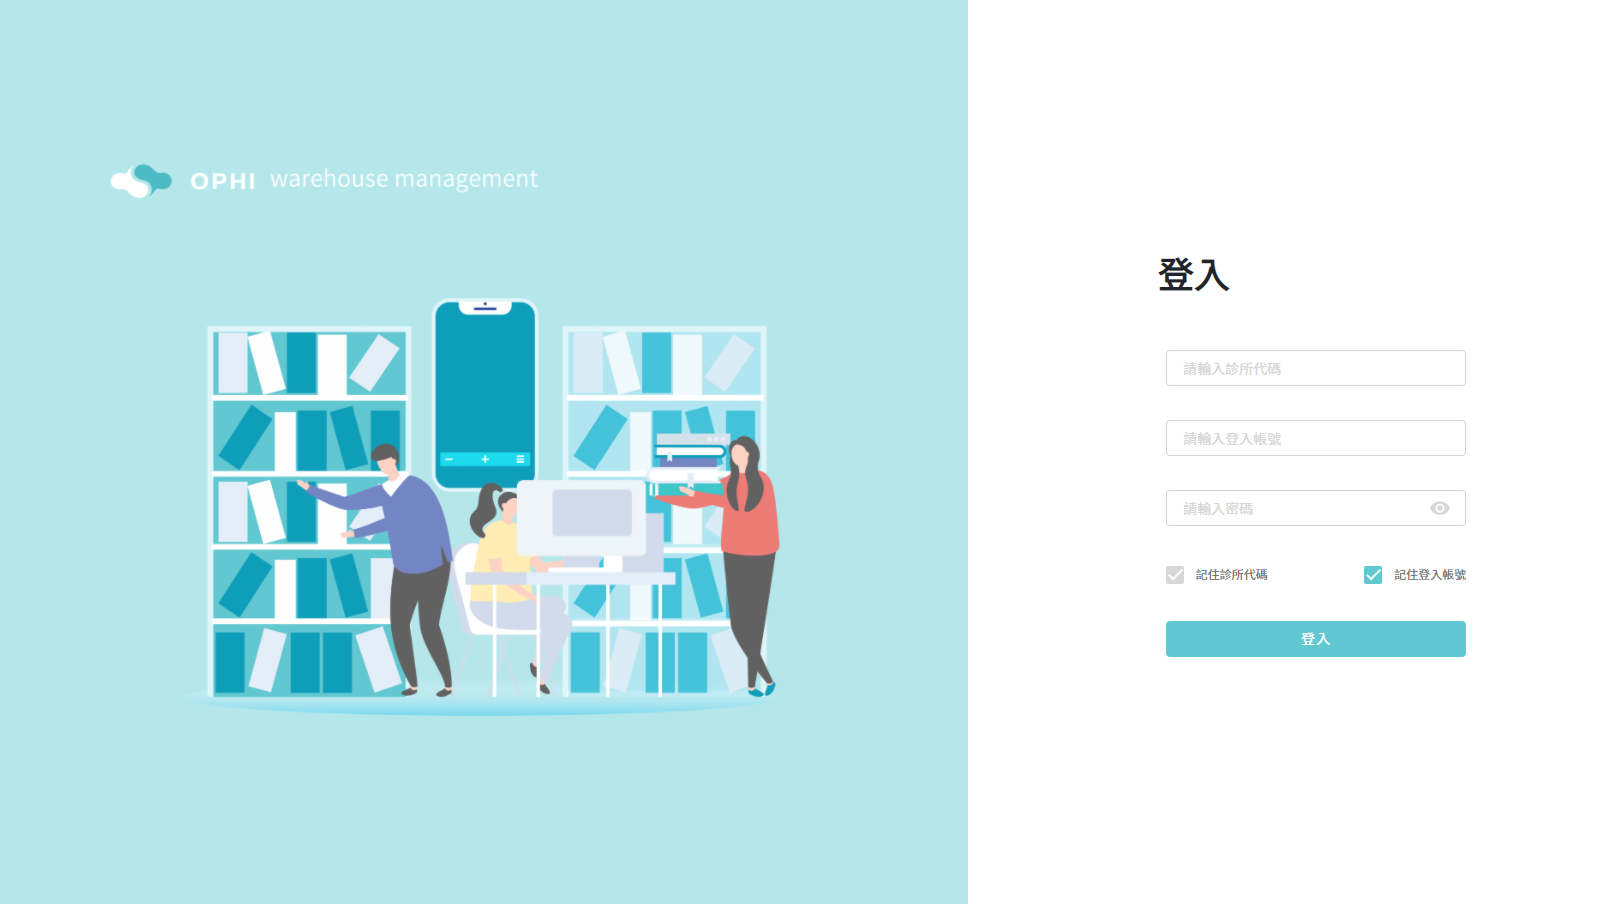 OPHI warehouse management
登入
請輸入診所代碼
請輸入登入帳號
請輸入密碼
記住診所代碼 記住登入帳號
登入